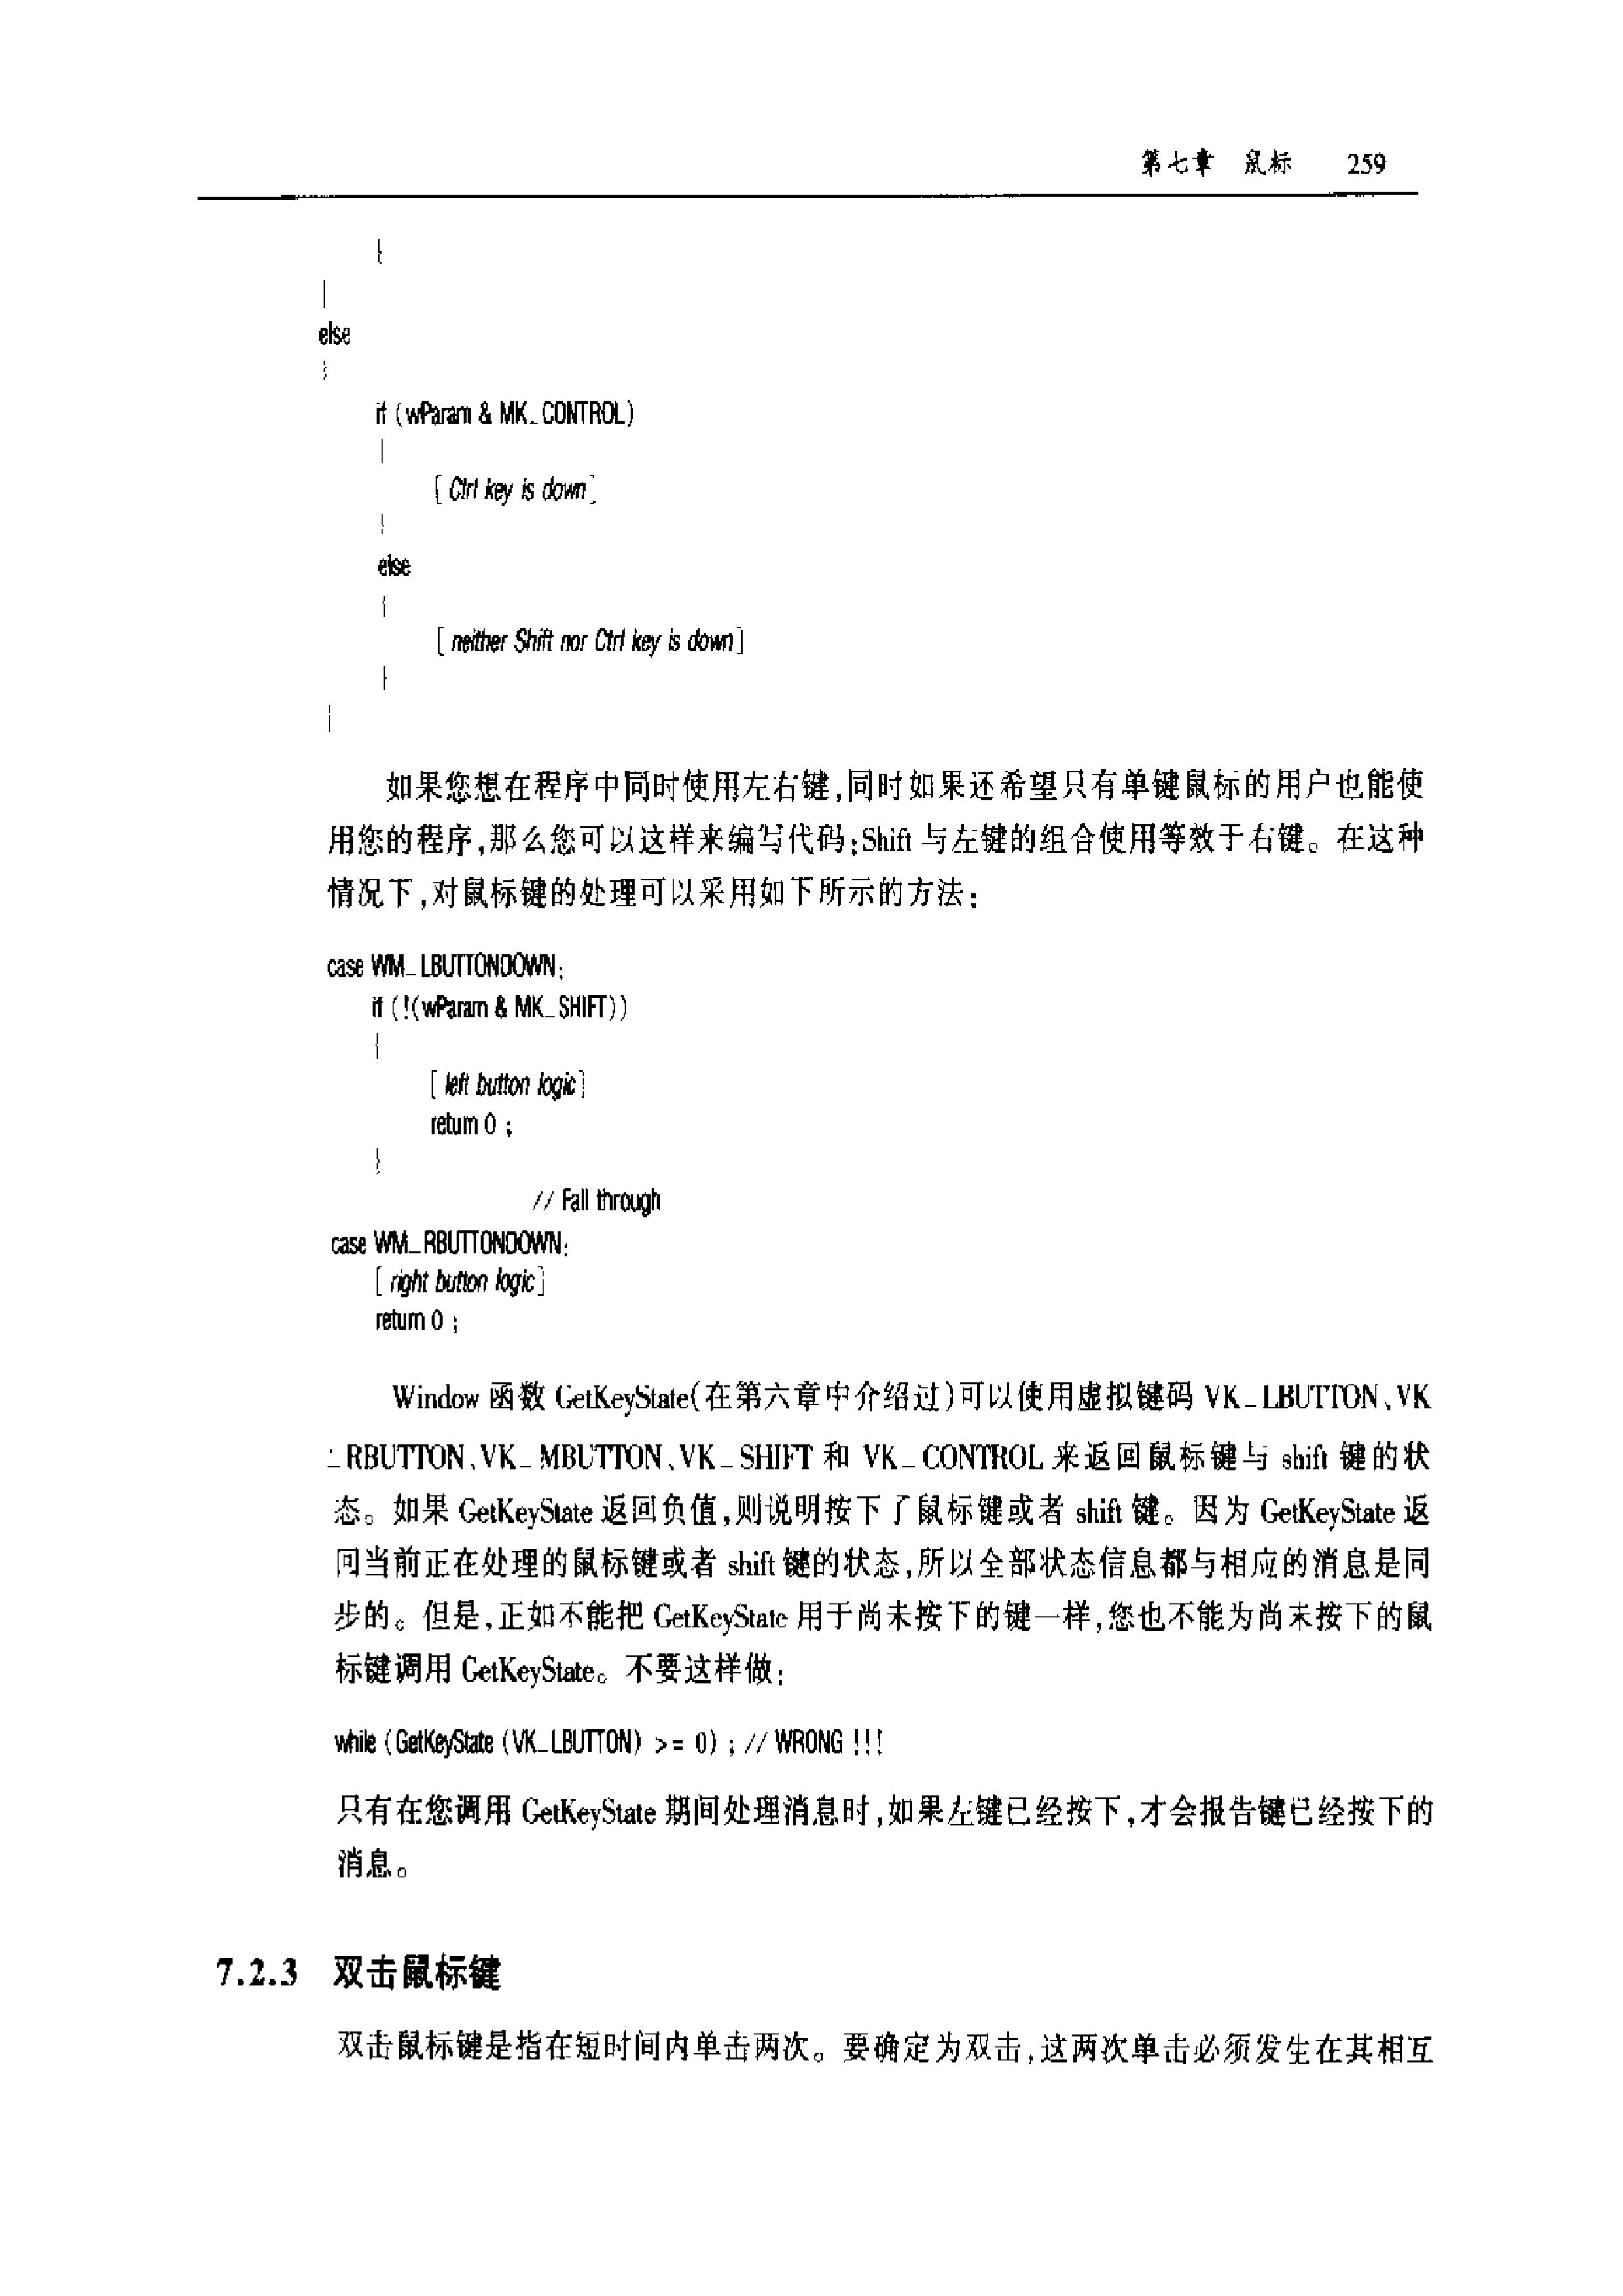 第七章 鼠标 259
}
}
else
{
if (wParam & MK_CONTROL)
{
[Ctrl key is down]
}
else
{
[neither Shift nor Ctrl key is down]
}
}
如果您想在程序中同时使用左右键,同时如果还希望只有单键鼠标的用户也能使
用您的程序,那么您可以这样来编写代码:Shift 与左键的组合使用等效于右键。在这种
情况下,对鼠标键的处理可以采用如下所示的方法:
case WM_LBUTTONDOWN:
if (!(wParam & MK_SHIFT))
{
[left button logic]
return 0 ;
}
// Fall through
case WM_RBUTTONDOWN:
[right button logic]
return 0 ;
Window 函数 GetKeyState(在第六章中介绍过)可以使用虚拟键码 VK_LBUTTON、VK
_RBUTTON、VK_MBUTTON、VK_SHIFT 和 VK_CONTROL 来返回鼠标键与 shift 键的状
态。如果 GetKeyState 返回负值,则说明按下了鼠标键或者 shift 键。因为 GetKeyState 返
回当前正在处理的鼠标键或者 shift 键的状态,所以全部状态信息都与相应的消息是同
步的。但是,正如不能把 GetKeyState 用于尚未按下的键一样,您也不能为尚未按下的鼠
标键调用 GetKeyState。不要这样做:
while (GetKeyState (VK_LBUTTON) >= 0) ; // WRONG !!!
只有在您调用 GetKeyState 期间处理消息时,如果左键已经按下,才会报告键已经按下的
消息。
7.2.3 双击鼠标键
双击鼠标键是指在短时间内单击两次。要确定为双击,这两次单击必须发生在其相互